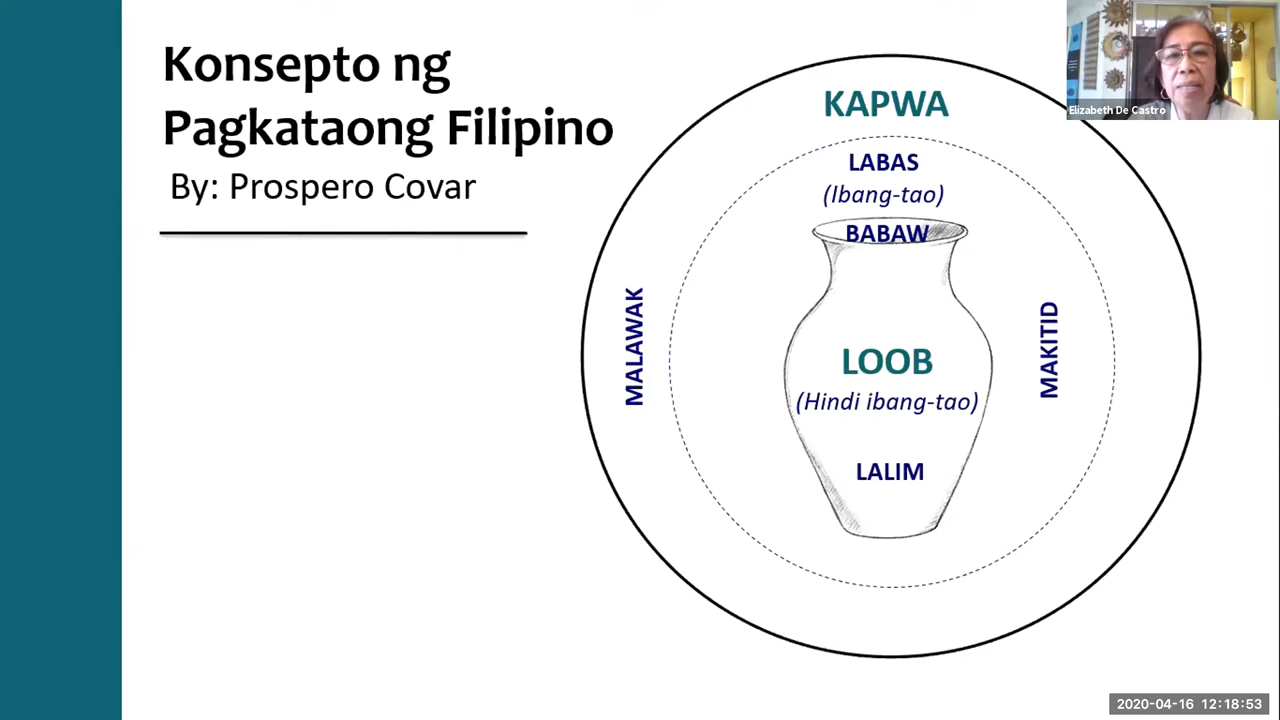 Konsepto ng
Pagkataong Filipino
By: Prospero Covar
KAPWA
LABAS
(Ibang-tao)
BABAW
MALAWAK
MAKITID
LOOB
(Hindi ibang-tao)
LALIM
Elizabeth De Castro
2020-04-16 12:18:53